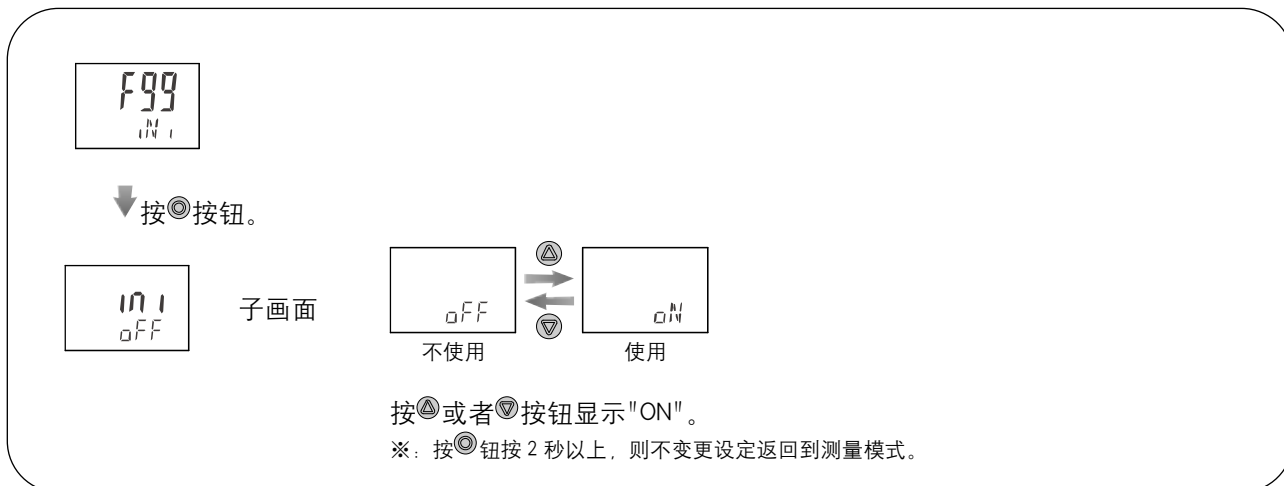 F99
ini
按◎按钮。
ini
oFF
子画面
oFF
oN
不使用
使用
按△或者▽按钮显示"ON"。
※：按◎钮按2秒以上，则不变更设定返回到测量模式。